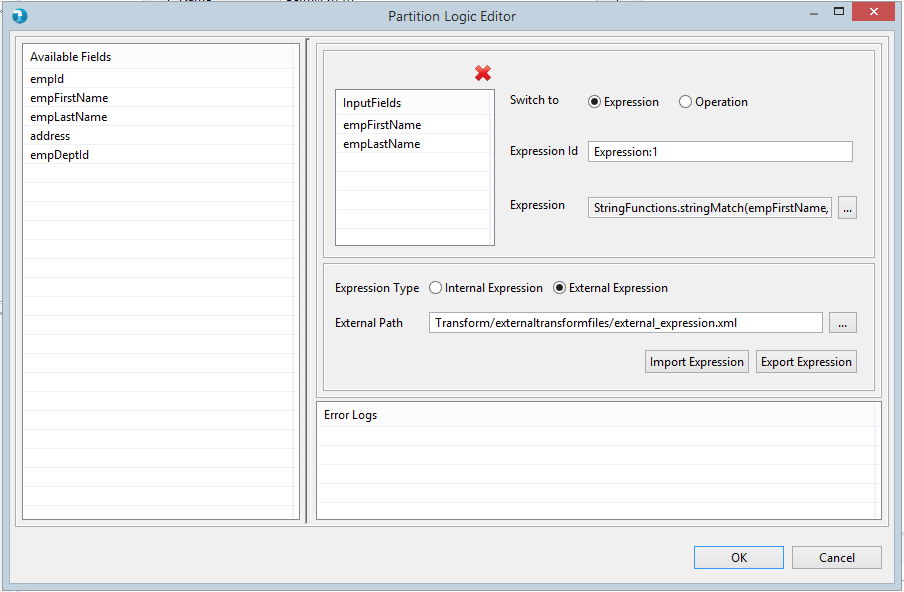 Partition Logic Editor
Available Fields
empId
empFirstName
empLastName
address
empDeptId
InputFields
empFirstName
empLastName
Switch to
Expression
Operation
Expression Id
Expression:1
Expression
StringFunctions.stringMatch(empFirstName,
...
Expression Type
Internal Expression
External Expression
External Path
Transform/externaltransformfiles/external_expression.xml
...
Import Expression
Export Expression
Error Logs
OK
Cancel